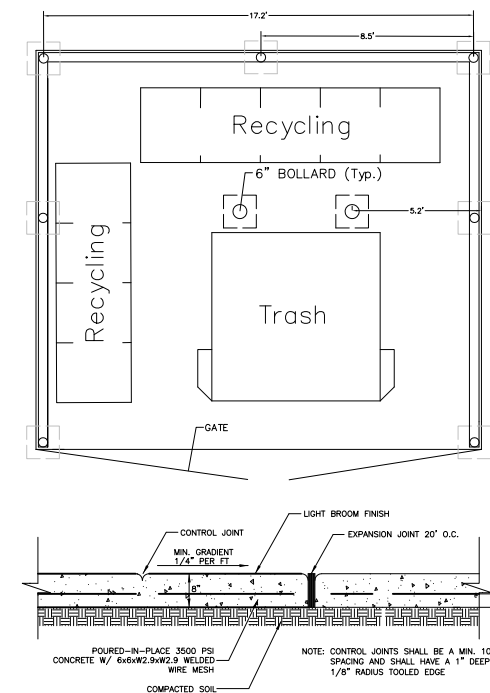 17.2'
8.5'
Recycling
6" BOLLARD (Typ.)
5.2'
Recycling
Trash
GATE
LIGHT BROOM FINISH
CONTROL JOINT
EXPANSION JOINT 20' O.C.
MIN. GRADIENT
1/4" PER FT
8"
POURED-IN-PLACE 3500 PSI
CONCRETE W/ 6x6xW2.9xW2.9 WELDED
WIRE MESH
NOTE: CONTROL JOINTS SHALL BE A MIN. 10
SPACING AND SHALL HAVE A 1" DEEP
1/8" RADIUS TOOLED EDGE
COMPACTED SOIL